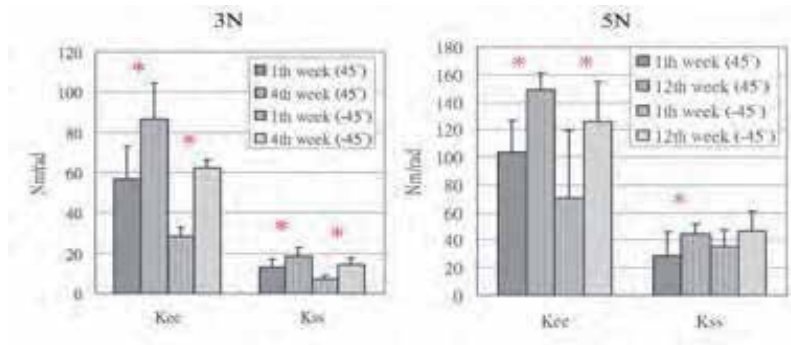 3N
120
100
80
60
40
20
0
Nm/rad
1th week (45°)
4th week (45°)
1th week (-45°)
4th week (-45°)
*
*
*
*
Kee
Kss
5N
180
160
140
120
100
80
60
40
20
0
Nm/rad
1th week (45°)
12th week (45°)
1th week (-45°)
12th week (-45°)
*
*
*
Kee
Kss